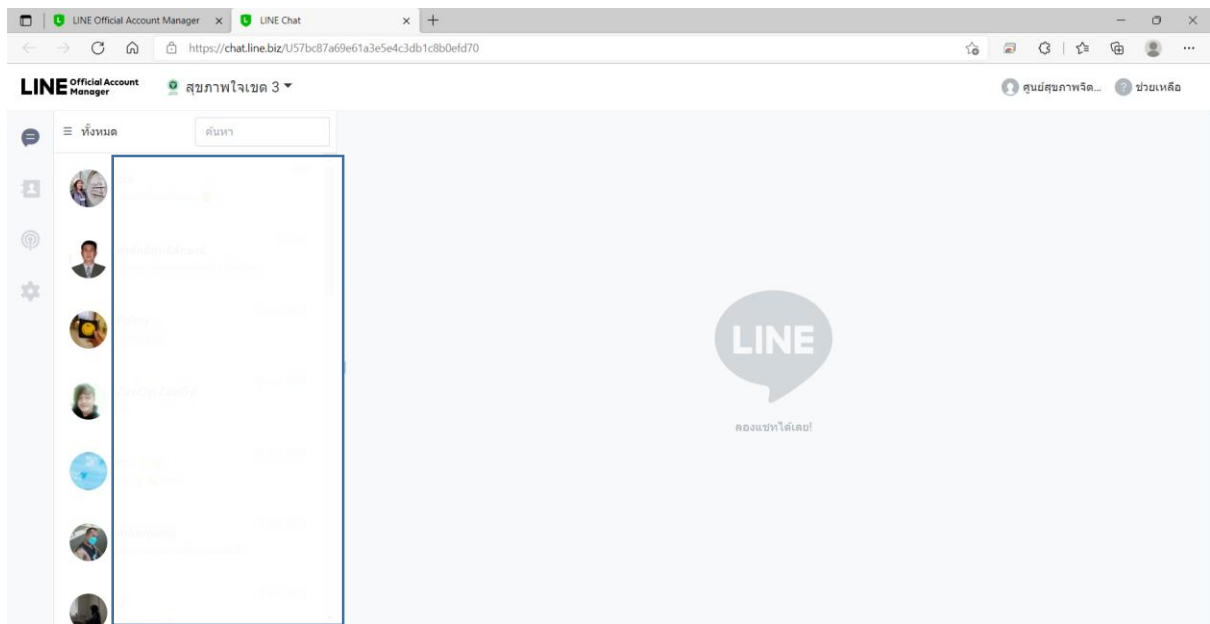 LINE Official Account Manager
LINE Chat
https://chat.line.biz/U57bc87a69e61a3e5e4c3db1c8b0efd70
LINE Official Account Manager
สุขภาพใจเขต 3
ศูนย์สุขภาพจิต...
ช่วยเหลือ
ทั้งหมด
ค้นหา
LINE
ลองแชทได้เลย!